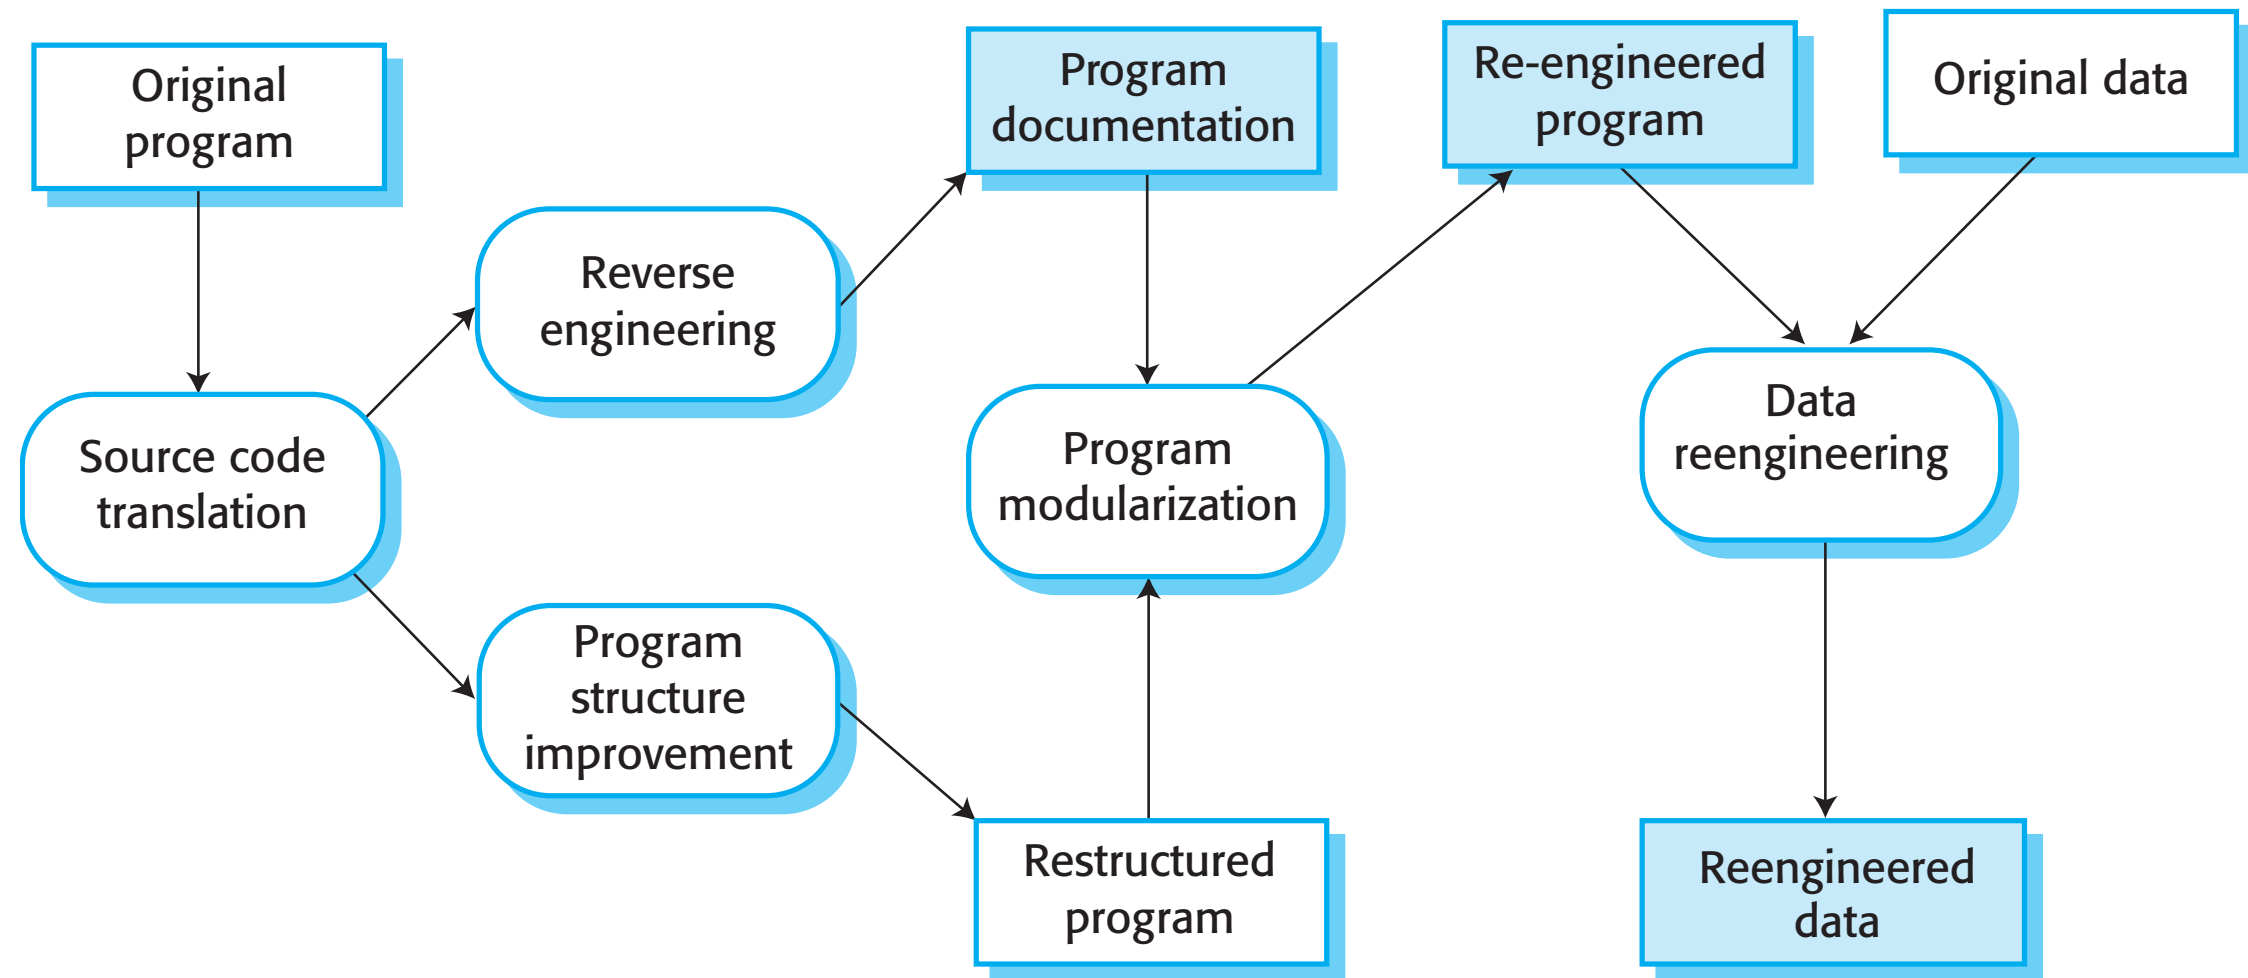 Original
program
Source code
translation
Reverse
engineering
Program
structure
improvement
Program
documentation
Program
modularization
Restructured
program
Re-engineered
program
Original data
Data
reengineering
Reengineered
data